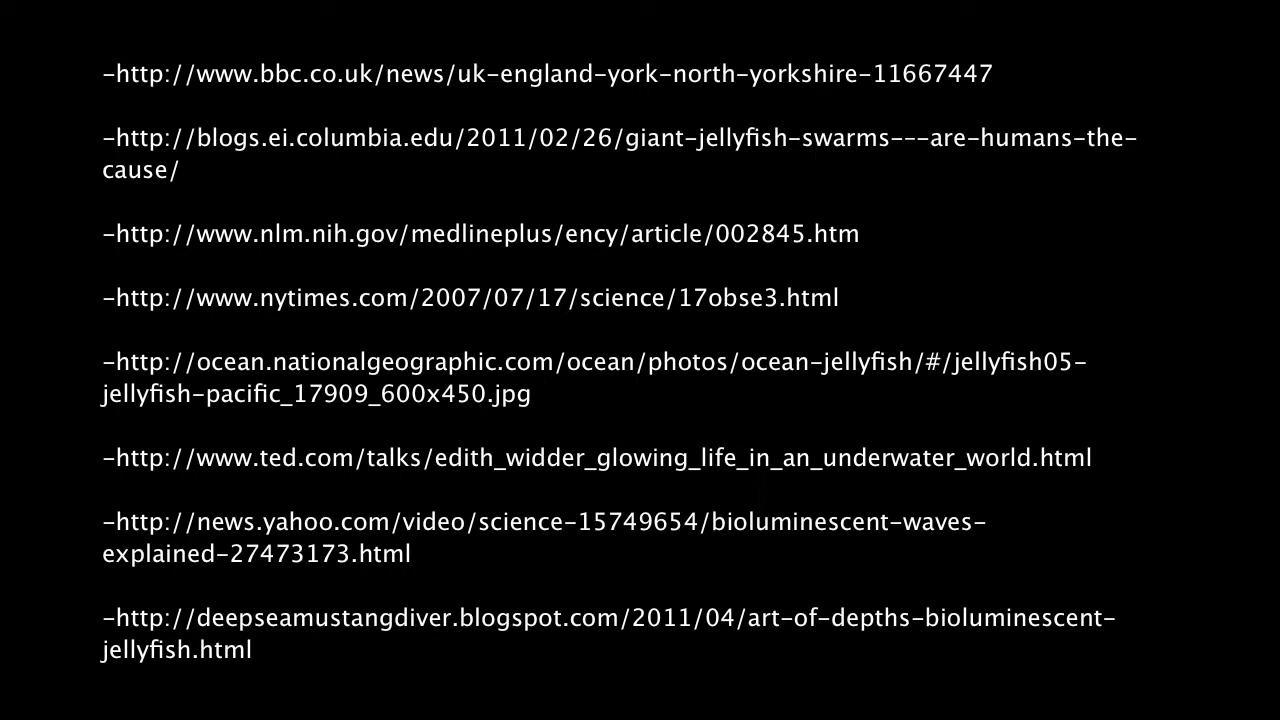 -http://www.bbc.co.uk/news/uk-england-york-north-yorkshire-11667447
-http://blogs.ei.columbia.edu/2011/02/26/giant-jellyfish-swarms---are-humans-the-
cause/
-http://www.nlm.nih.gov/medlineplus/ency/article/002845.htm
-http://www.nytimes.com/2007/07/17/science/17obse3.html
-http://ocean.nationalgeographic.com/ocean/photos/ocean-jellyfish/#/jellyfish05-
jellyfish-pacific_17909_600x450.jpg
-http://www.ted.com/talks/edith_widder_glowing_life_in_an_underwater_world.html
-http://news.yahoo.com/video/science-15749654/bioluminescent-waves-
explained-27473173.html
-http://deepseamustangdiver.blogspot.com/2011/04/art-of-depths-bioluminescent-
jellyfish.html